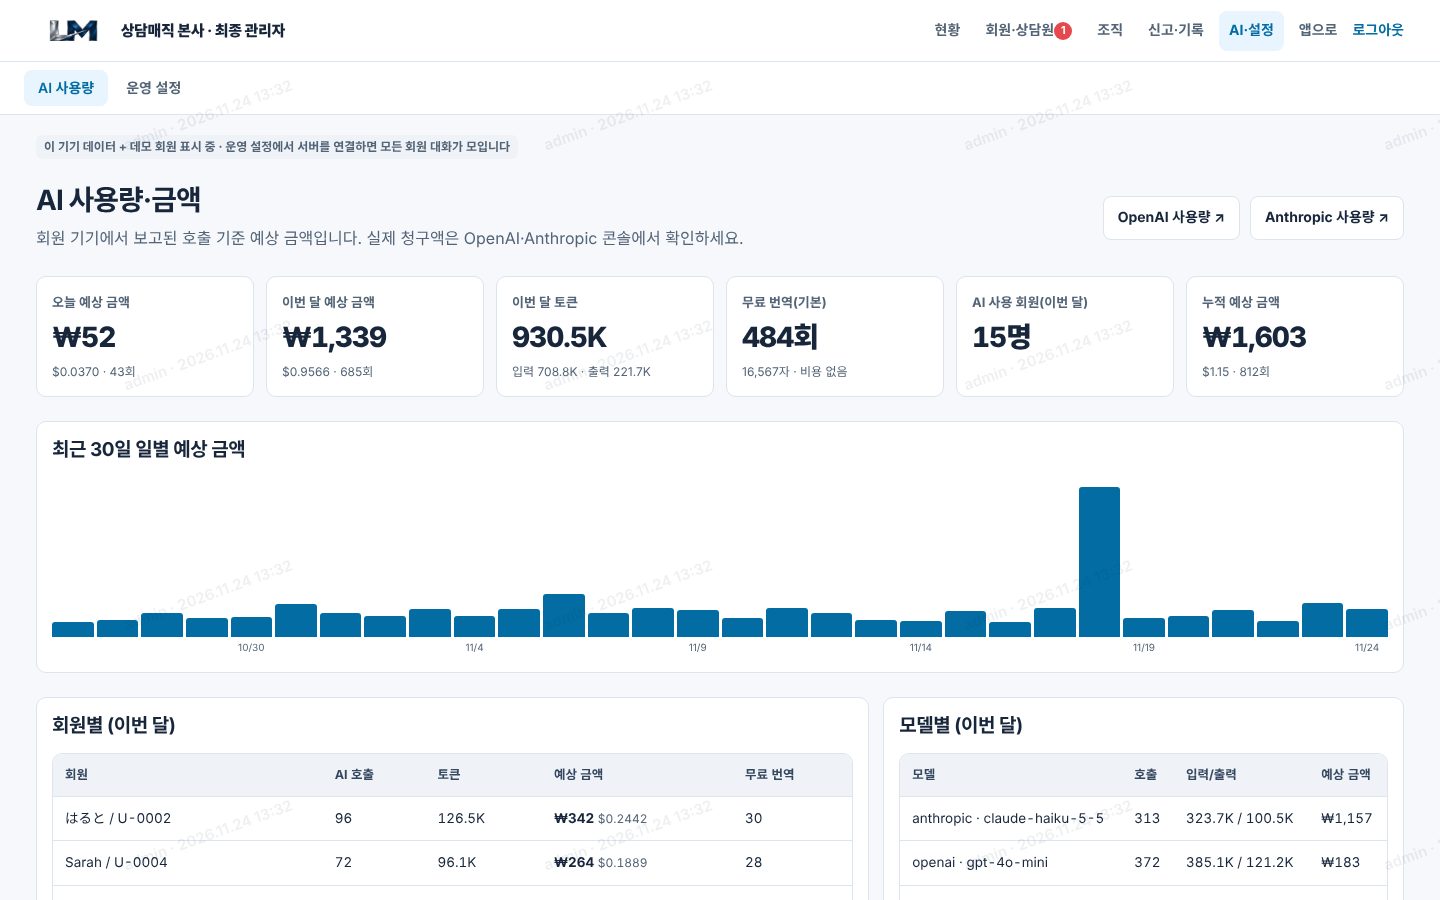 LM 상담매직 본사 · 최종 관리자
현황 회원·상담원 1 조직 신고·기록 AI·설정 앱으로 로그아웃
AI 사용량 운영 설정
이 기기 데이터 + 데모 회원 표시 중 · 운영 설정에서 서버를 연결하면 모든 회원 대화가 모입니다
AI 사용량·금액
회원 기기에서 보고된 호출 기준 예상 금액입니다. 실제 청구액은 OpenAI·Anthropic 콘솔에서 확인하세요.
OpenAI 사용량 ↗ Anthropic 사용량 ↗
오늘 예상 금액
₩52
$0.0370 · 43회
이번 달 예상 금액
₩1,339
$0.9566 · 685회
이번 달 토큰
930.5K
입력 708.8K · 출력 221.7K
무료 번역(기본)
484회
16,567자 · 비용 없음
AI 사용 회원(이번 달)
15명
누적 예상 금액
₩1,603
$1.15 · 812회
최근 30일 일별 예상 금액
10/30 11/4 11/9 11/14 11/19 11/24
회원별 (이번 달)
회원 AI 호출 토큰 예상 금액 무료 번역
はると / U-0002 96 126.5K ₩342 $0.2442 30
Sarah / U-0004 72 96.1K ₩264 $0.1889 28
모델별 (이번 달)
모델 호출 입력/출력 예상 금액
anthropic · claude-haiku-5-5 313 323.7K / 100.5K ₩1,157
openai · gpt-4o-mini 372 385.1K / 121.2K ₩183
admin · 2026.11.24 13:32